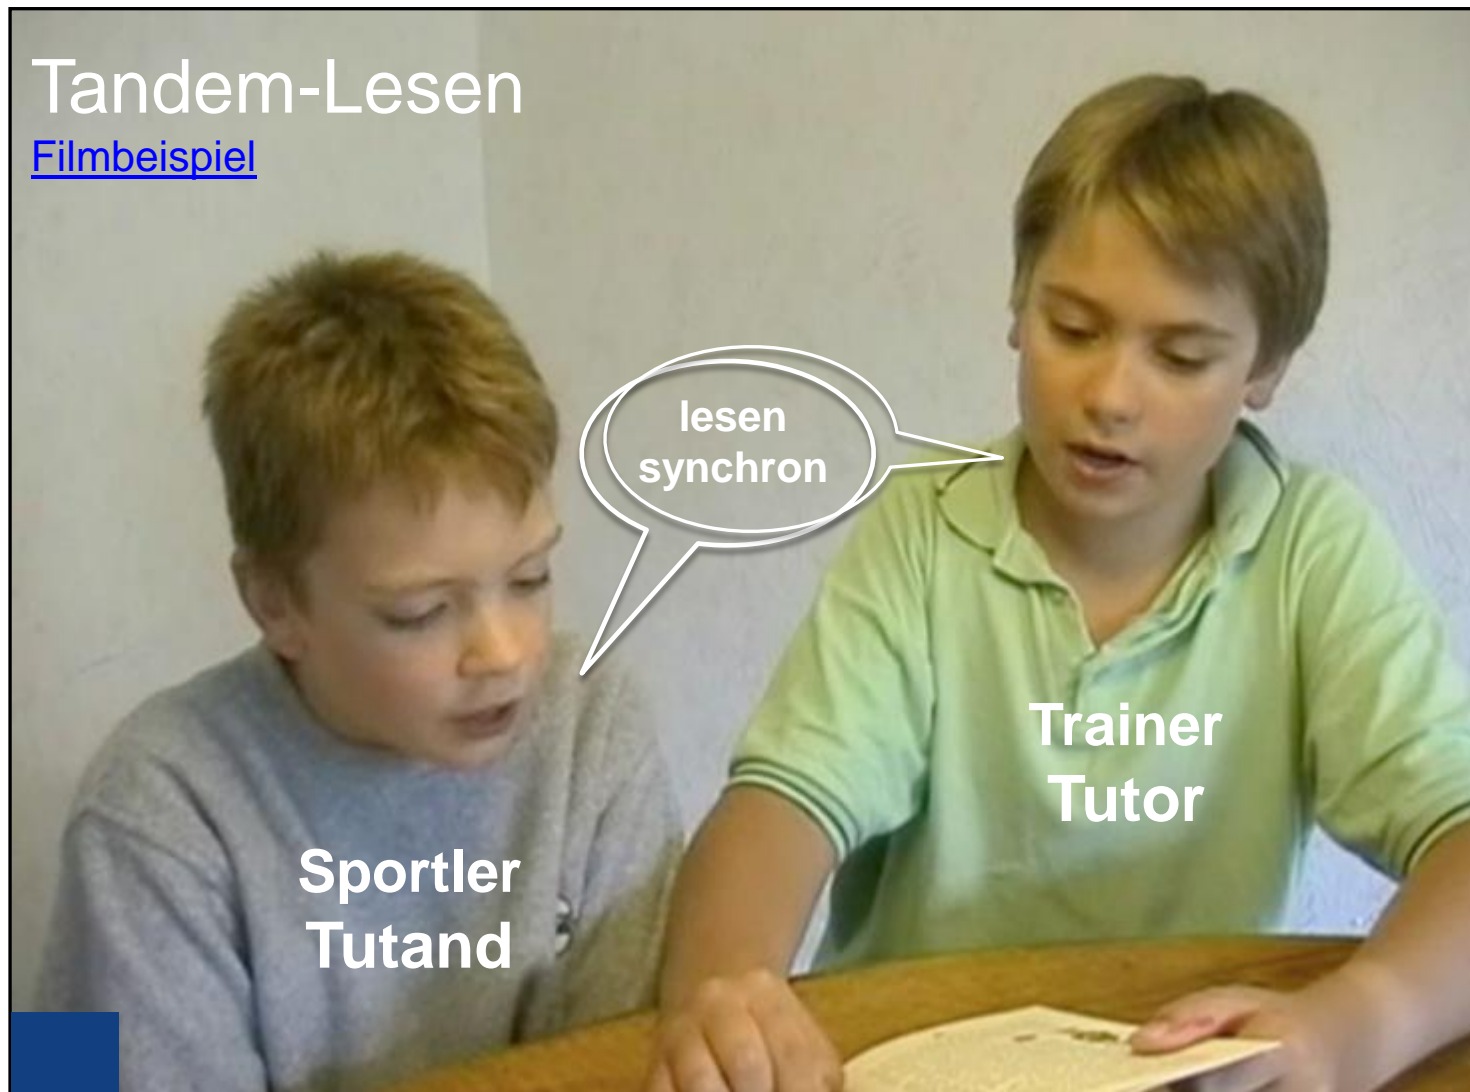 Tandem-Lesen
Filmbeispiel
lesen
synchron
Trainer
Tutor
Sportler
Tutand